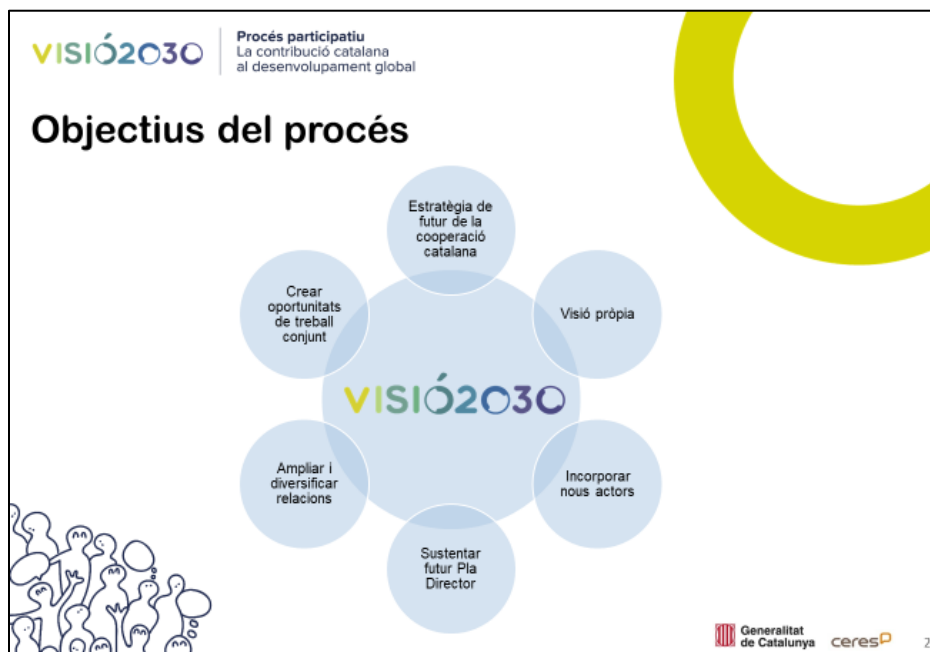 VISIÓ2030
Procés participatiu
La contribució catalana
al desenvolupament global
Objectius del procés
Estratègia de
futur de la
cooperació
catalana
Visió pròpia
Incorporar
nous actors
Sustentar
futur Pla
Director
Ampliar i
diversificar
relacions
Crear
oportunitats
de treball
conjunt
VISIÓ2030
Generalitat
de Catalunya
ceresp
2